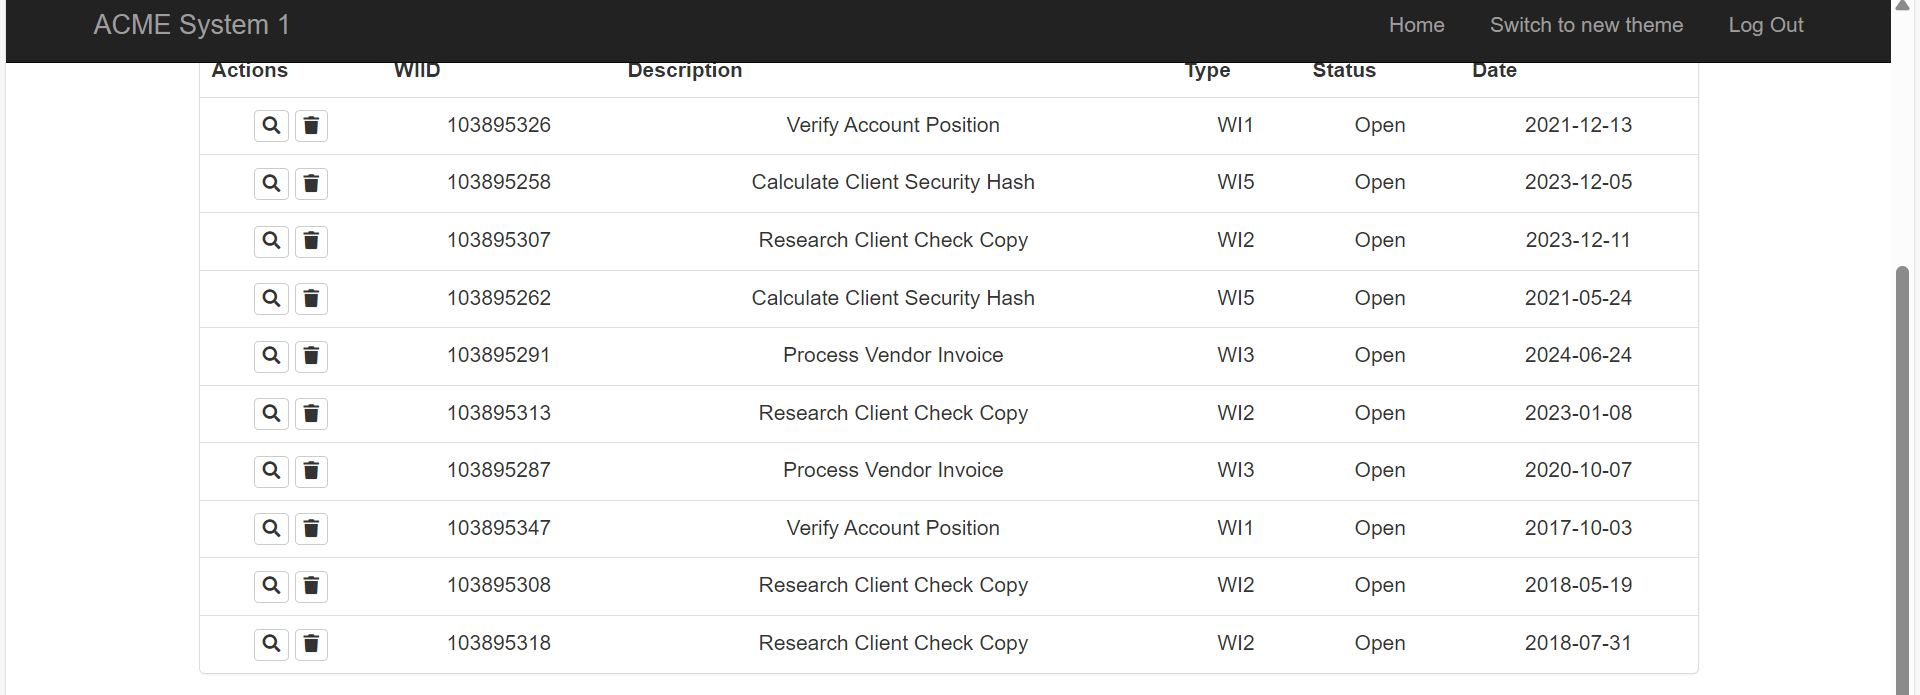 ACME System 1 Home Switch to new theme Log Out
Actions WIID Description Type Status Date
103895326 Verify Account Position WI1 Open 2021-12-13
103895258 Calculate Client Security Hash WI5 Open 2023-12-05
103895307 Research Client Check Copy WI2 Open 2023-12-11
103895262 Calculate Client Security Hash WI5 Open 2021-05-24
103895291 Process Vendor Invoice WI3 Open 2024-06-24
103895313 Research Client Check Copy WI2 Open 2023-01-08
103895287 Process Vendor Invoice WI3 Open 2020-10-07
103895347 Verify Account Position WI1 Open 2017-10-03
103895308 Research Client Check Copy WI2 Open 2018-05-19
103895318 Research Client Check Copy WI2 Open 2018-07-31